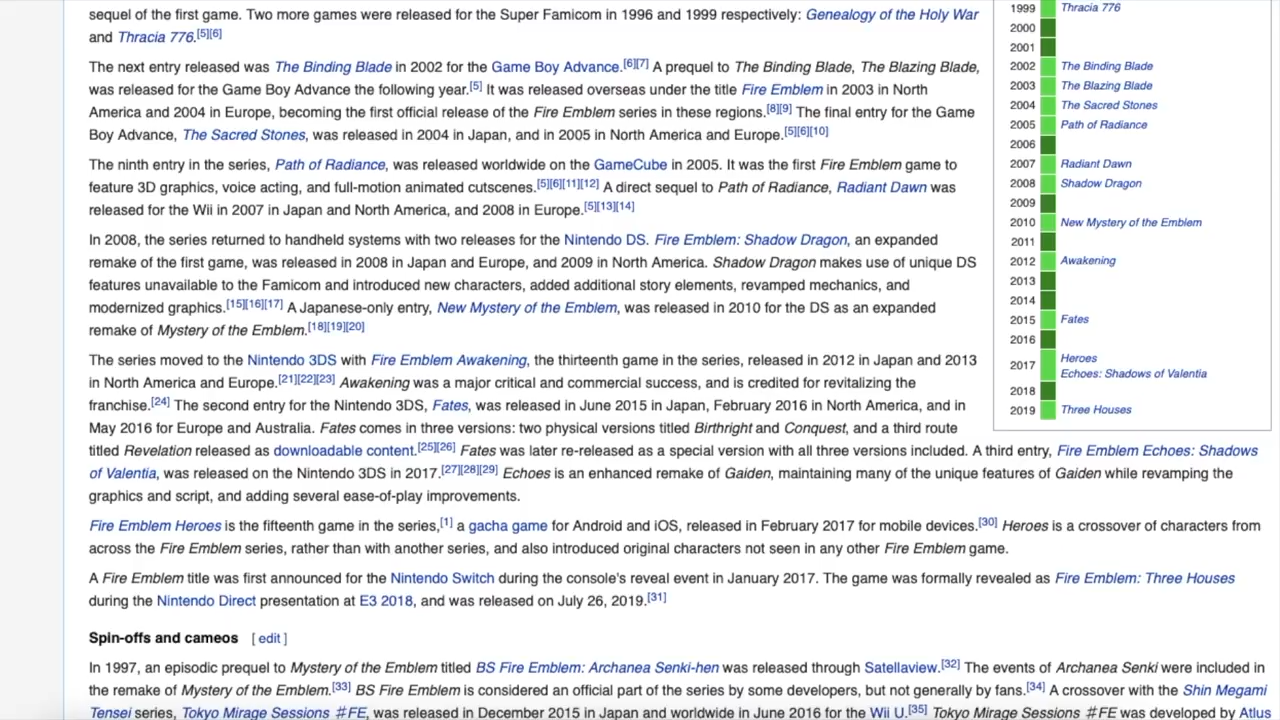 sequel of the first game. Two more games were released for the Super Famicom in 1996 and 1999 respectively: Genealogy of the Holy War
and Thracia 776.[5][6]
The next entry released was The Binding Blade in 2002 for the Game Boy Advance.[6][7] A prequel to The Binding Blade, The Blazing Blade,
was released for the Game Boy Advance the following year.[5] It was released overseas under the title Fire Emblem in 2003 in North
America and 2004 in Europe, becoming the first official release of the Fire Emblem series in these regions.[8][9] The final entry for the Game
Boy Advance, The Sacred Stones, was released in 2004 in Japan, and in 2005 in North America and Europe.[5][6][10]
The ninth entry in the series, Path of Radiance, was released worldwide on the GameCube in 2005. It was the first Fire Emblem game to
feature 3D graphics, voice acting, and full-motion animated cutscenes.[5][6][11][12] A direct sequel to Path of Radiance, Radiant Dawn was
released for the Wii in 2007 in Japan and North America, and 2008 in Europe.[5][13][14]
In 2008, the series returned to handheld systems with two releases for the Nintendo DS. Fire Emblem: Shadow Dragon, an expanded
remake of the first game, was released in 2008 in Japan and Europe, and 2009 in North America. Shadow Dragon makes use of unique DS
features unavailable to the Famicom and introduced new characters, added additional story elements, revamped mechanics, and
modernized graphics.[15][16][17] A Japanese-only entry, New Mystery of the Emblem, was released in 2010 for the DS as an expanded
remake of Mystery of the Emblem.[18][19][20]
The series moved to the Nintendo 3DS with Fire Emblem Awakening, the thirteenth game in the series, released in 2012 in Japan and 2013
in North America and Europe.[21][22][23] Awakening was a major critical and commercial success, and is credited for revitalizing the
franchise.[24] The second entry for the Nintendo 3DS, Fates, was released in June 2015 in Japan, February 2016 in North America, and in
May 2016 for Europe and Australia. Fates comes in three versions: two physical versions titled Birthright and Conquest, and a third route
titled Revelation released as downloadable content.[25][26] Fates was later re-released as a special version with all three versions included. A third entry, Fire Emblem Echoes: Shadows
of Valentia, was released on the Nintendo 3DS in 2017.[27][28][29] Echoes is an enhanced remake of Gaiden, maintaining many of the unique features of Gaiden while revamping the
graphics and script, and adding several ease-of-play improvements.
Fire Emblem Heroes is the fifteenth game in the series,[1] a gacha game for Android and iOS, released in February 2017 for mobile devices.[30] Heroes is a crossover of characters from
across the Fire Emblem series, rather than with another series, and also introduced original characters not seen in any other Fire Emblem game.
A Fire Emblem title was first announced for the Nintendo Switch during the console's reveal event in January 2017. The game was formally revealed as Fire Emblem: Three Houses
during the Nintendo Direct presentation at E3 2018, and was released on July 26, 2019.[31]
Spin-offs and cameos [ edit ]
In 1997, an episodic prequel to Mystery of the Emblem titled BS Fire Emblem: Archanea Senki-hen was released through Satellaview.[32] The events of Archanea Senki were included in
the remake of Mystery of the Emblem.[33] BS Fire Emblem is considered an official part of the series by some developers, but not generally by fans.[34] A crossover with the Shin Megami
Tensei series, Tokyo Mirage Sessions #FE, was released in December 2015 in Japan and worldwide in June 2016 for the Wii U.[35] Tokyo Mirage Sessions #FE was developed by Atlus
1999 Thracia 776
2000
2001
2002 The Binding Blade
2003 The Blazing Blade
2004 The Sacred Stones
2005 Path of Radiance
2006
2007 Radiant Dawn
2008 Shadow Dragon
2009
2010 New Mystery of the Emblem
2011
2012 Awakening
2013
2014
2015 Fates
2016
2017 Heroes
Echoes: Shadows of Valentia
2018
2019 Three Houses